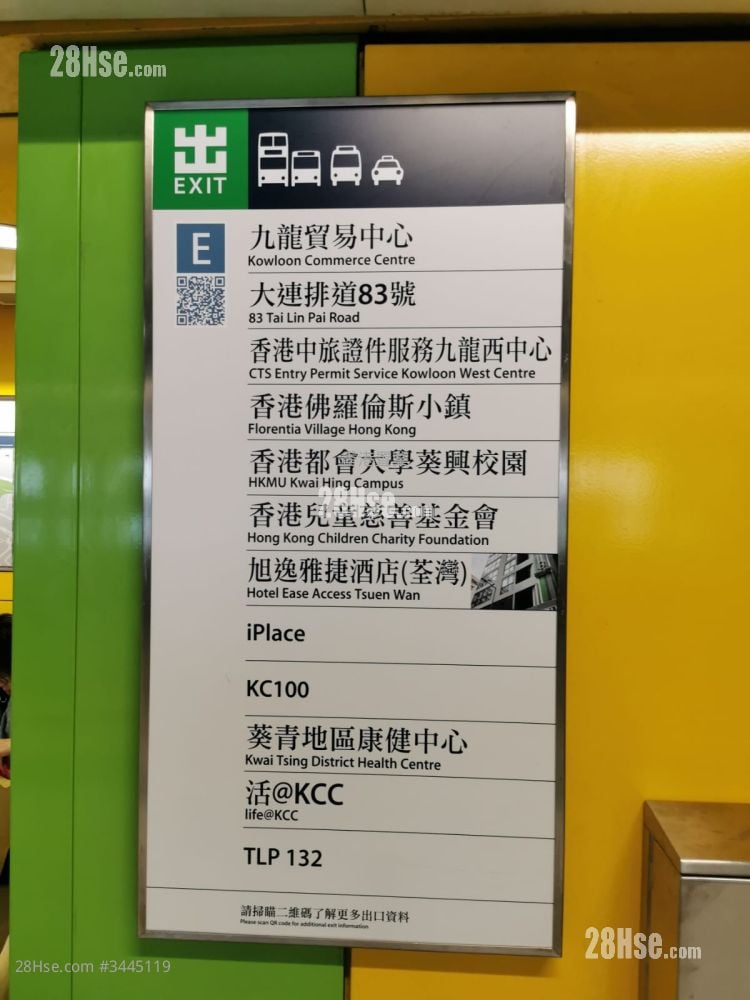 28Hse.com
出
EXIT
E
九龍貿易中心
Kowloon Commerce Centre
大連排道83號
83 Tai Lin Pai Road
香港中旅證件服務九龍西中心
CTS Entry Permit Service Kowloon West Centre
香港佛羅倫斯小鎮
Florentia Village Hong Kong
香港都會大學葵興校園
HKMU Kwai Hing Campus
28Hse.com
香港兒童慈善基金會
Hong Kong Children Charity Foundation
旭逸雅捷酒店(荃灣)
Hotel Ease Access Tsuen Wan
iPlace
KC100
葵青地區康健中心
Kwai Tsing District Health Centre
活@KCC
life@KCC
TLP 132
請掃瞄二維碼了解更多出口資料
Please scan QR code for additional exit information
28Hse.com
28Hse.com #3445119